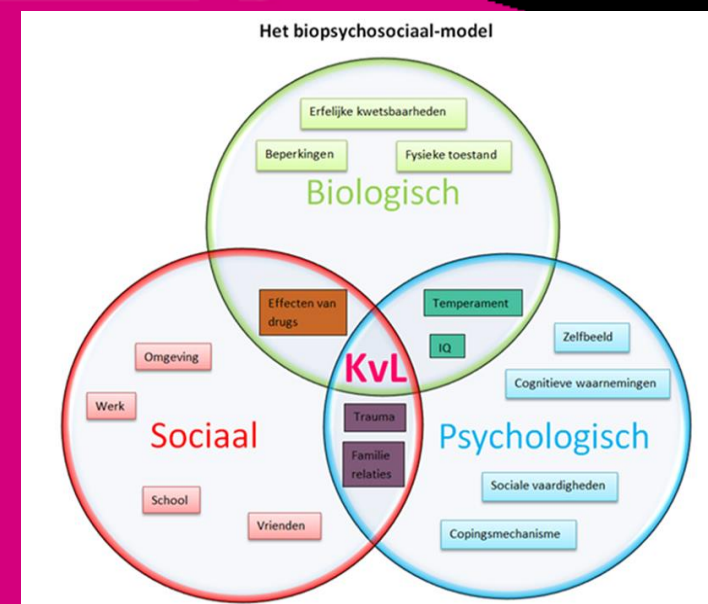 Het biopsychosociaal-model
Erfelijke kwetsbaarheden
Beperkingen
Fysieke toestand
Biologisch
Effecten van
drugs
Temperament
IQ
KvL
Zelfbeeld
Omgeving
Cognitieve waarnemingen
Werk
Trauma
Sociaal
Psychologisch
Familie
relaties
Sociale vaardigheden
School
Vrienden
Copingsmechanisme